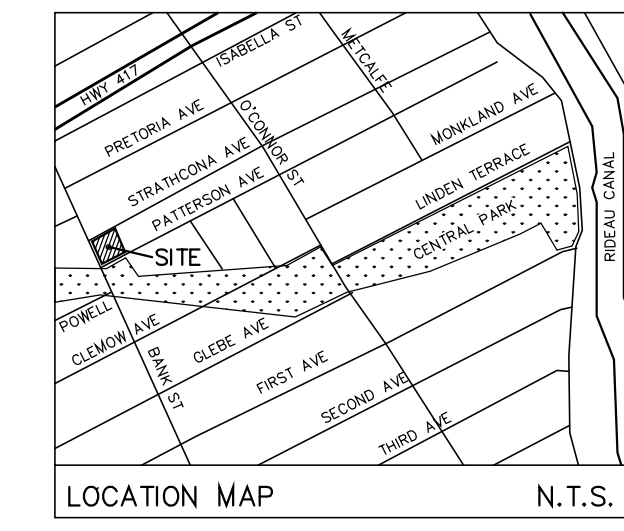 ISABELLA ST
METCALFE
HWY 417
PRETORIA AVE
O'CONNOR ST
MONKLAND AVE
STRATHCONA AVE
LINDEN TERRACE
PATTERSON AVE
RIDEAU CANAL
CENTRAL PARK
SITE
POWELL
CLEMOW AVE
GLEBE AVE
BANK ST
FIRST AVE
SECOND AVE
THIRD AVE
LOCATION MAP
N.T.S.